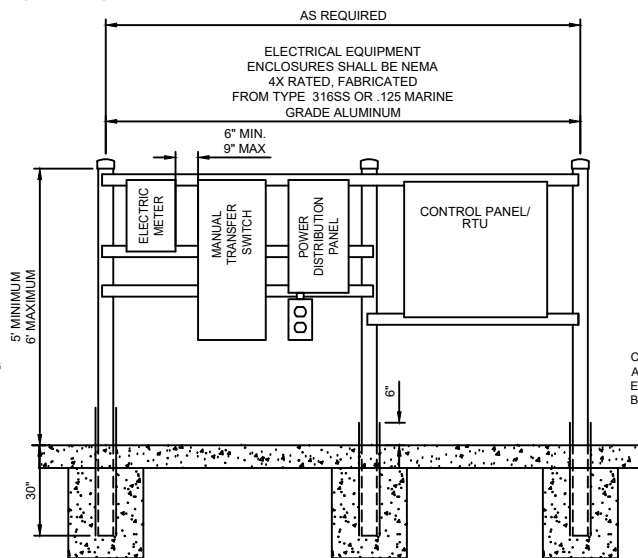 AS REQUIRED
ELECTRICAL EQUIPMENT
ENCLOSURES SHALL BE NEMA
4X RATED, FABRICATED
FROM TYPE 316SS OR .125 MARINE
GRADE ALUMINUM
6" MIN.
9" MAX
ELECTRIC
METER
MANUAL
TRANSFER
SWITCH
POWER
DISTRIBUTION
PANEL
CONTROL PANEL/
RTU
5' MINIMUM
6' MAXIMUM
6"
30"